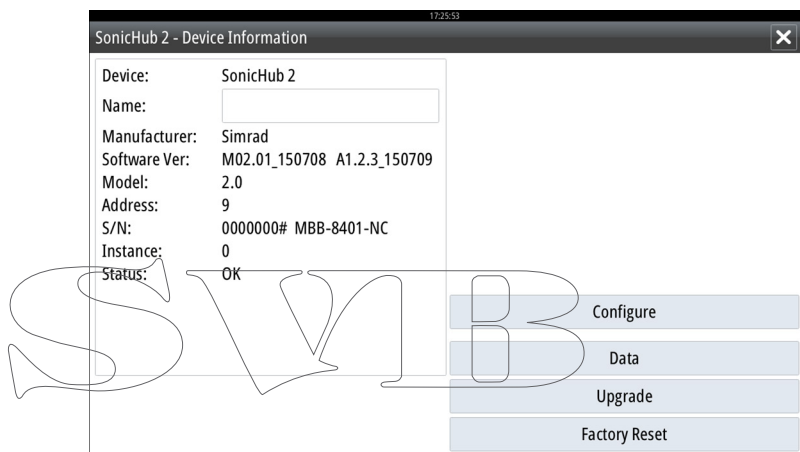 17:25:53
SonicHub 2 - Device Information
Device: SonicHub 2
Name:
Manufacturer: Simrad
Software Ver: M02.01_150708 A1.2.3_150709
Model: 2.0
Address: 9
S/N: 0000000# MBB-8401-NC
Instance: 0
Status: OK
Configure
Data
Upgrade
Factory Reset
SVB